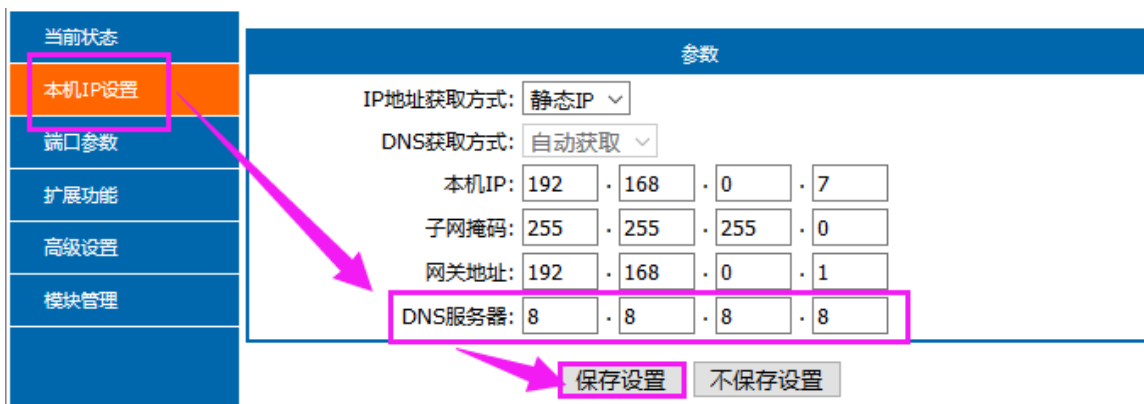 当前状态
本机IP设置
端口参数
扩展功能
高级设置
模块管理
参数
IP地址获取方式: 静态IP
DNS获取方式: 自动获取
本机IP: 192 . 168 . 0 . 7
子网掩码: 255 . 255 . 255 . 0
网关地址: 192 . 168 . 0 . 1
DNS服务器: 8 . 8 . 8 . 8
保存设置 不保存设置